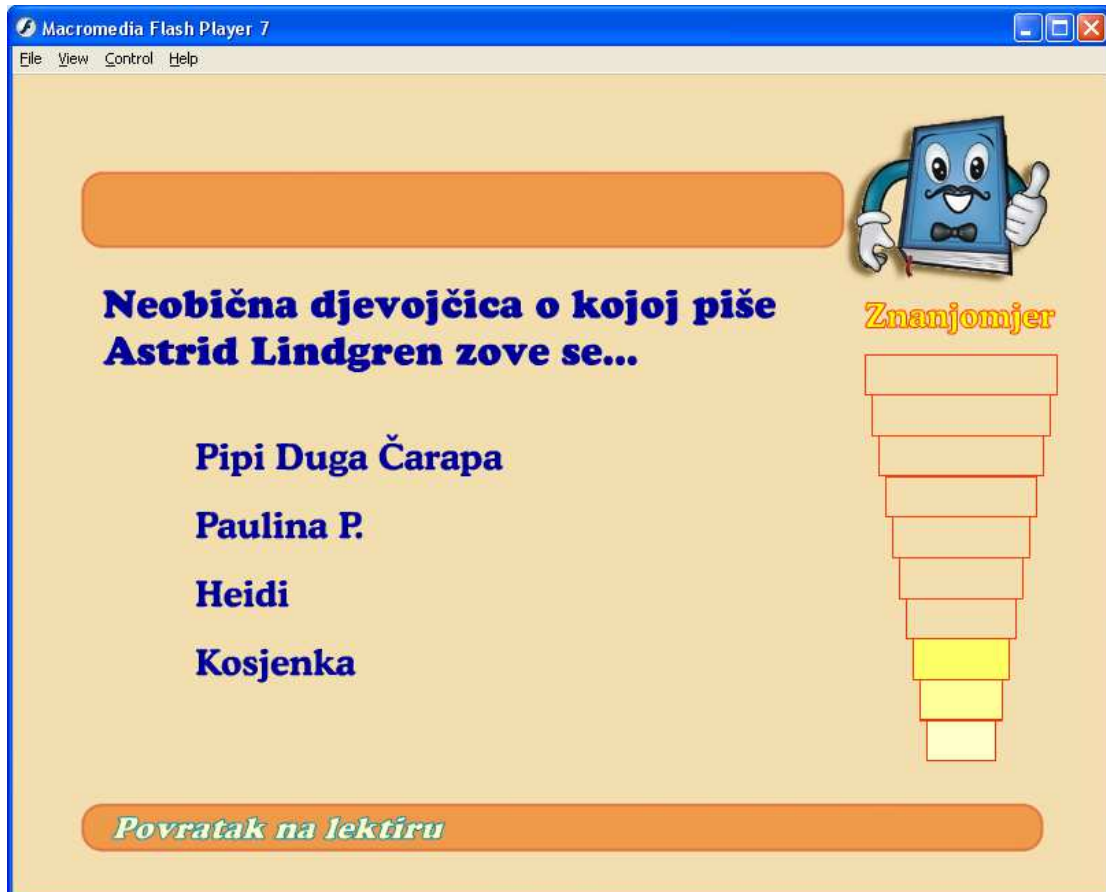 Macromedia Flash Player 7
File View Control Help
Neobična djevojčica o kojoj piše
Astrid Lindgren zove se...
Znanjomjer
Pipi Duga Čarapa
Paulina P.
Heidi
Kosjenka
Povratak na lektiru